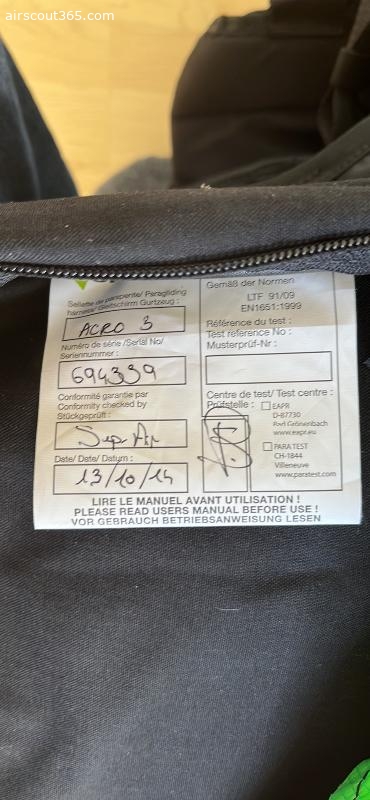 airscout365.com
Sellette de parapente/ Paragliding
harness/ Gleitschirm Gurtzeug :
ACRO 3
Numéro de série /Serial No/
Seriennummer :
694339
Conformité garantie par
Conformity checked by
Stückgeprüft :
Date/ Date/ Datum :
13/10/14
Gemäß der Normen
LTF 91/09
EN1651:1999
Référence du test :
Test reference No :
Musterprüf-Nr :
Centre de test/ Test centre :
Prüfstelle :
EAPR
D-87730
Bad Grönenbach
www.eapr.eu
PARA TEST
CH-1844
Villeneuve
www.paratest.com
LIRE LE MANUEL AVANT UTILISATION !
PLEASE READ USERS MANUAL BEFORE USE !
VOR GEBRAUCH BETRIEBSANWEISUNG LESEN